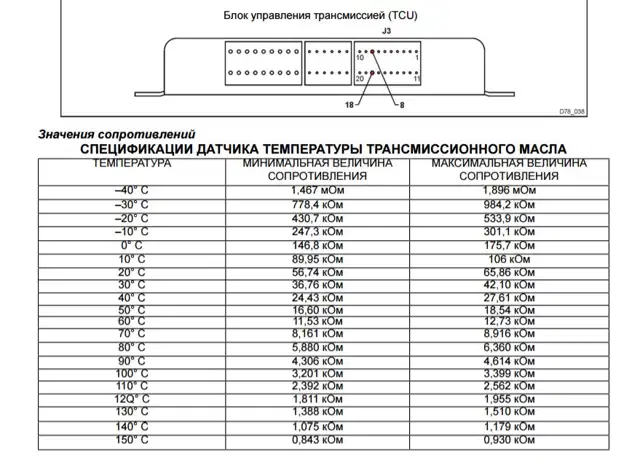 Блок управления трансмиссией (TCU)
J3
10 1
20 11
18 8
D78_038
Значения сопротивлений
СПЕЦИФИКАЦИИ ДАТЧИКА ТЕМПЕРАТУРЫ ТРАНСМИССИОННОГО МАСЛА
ТЕМПЕРАТУРА МИНИМАЛЬНАЯ ВЕЛИЧИНА МАКСИМАЛЬНАЯ ВЕЛИЧИНА
СОПРОТИВЛЕНИЯ СОПРОТИВЛЕНИЯ
–40° C 1,467 мОм 1,896 мОм
–30° C 778,4 кОм 984,2 кОм
–20° C 430,7 кОм 533,9 кОм
–10° C 247,3 кОм 301,1 кОм
0° C 146,8 кОм 175,7 кОм
10° C 89,95 кОм 106 кОм
20° C 56,74 кОм 65,86 кОм
30° C 36,76 кОм 42,10 кОм
40° C 24,43 кОм 27,61 кОм
50° C 16,60 кОм 18,54 кОм
60° C 11,53 кОм 12,73 кОм
70° C 8,161 кОм 8,916 кОм
80° C 5,880 кОм 6,360 кОм
90° C 4,306 кОм 4,614 кОм
100° C 3,201 кОм 3,399 кОм
110° C 2,392 кОм 2,562 кОм
12Q° C 1,811 кОм 1,955 кОм
130° C 1,388 кОм 1,510 кОм
140° C 1,075 кОм 1,179 кОм
150° C 0,843 кОм 0,930 кОм